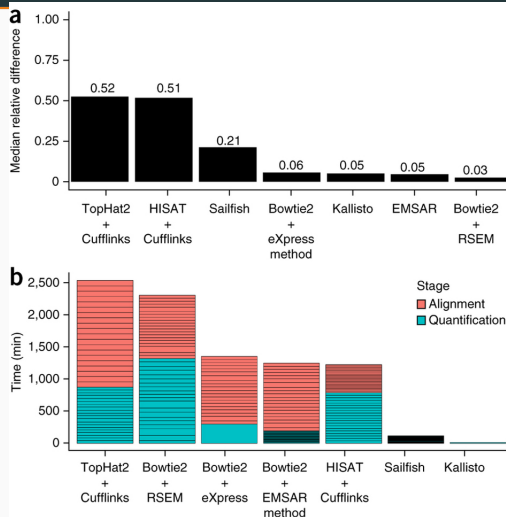 a
Median relative difference
1.00
0.75
0.50
0.25
0
0.52
0.51
0.21
0.06
0.05
0.05
0.03
TopHat2
+
Cufflinks
HISAT
+
Cufflinks
Sailfish
Bowtie2
+
eXpress
method
Kallisto
EMSAR
Bowtie2
+
RSEM
b
Time (min)
2,500
2,000
1,500
1,000
500
0
Stage
Alignment
Quantification
TopHat2
+
Cufflinks
Bowtie2
+
RSEM
Bowtie2
+
eXpress
Bowtie2
+
EMSAR
method
HISAT
+
Cufflinks
Sailfish
Kallisto